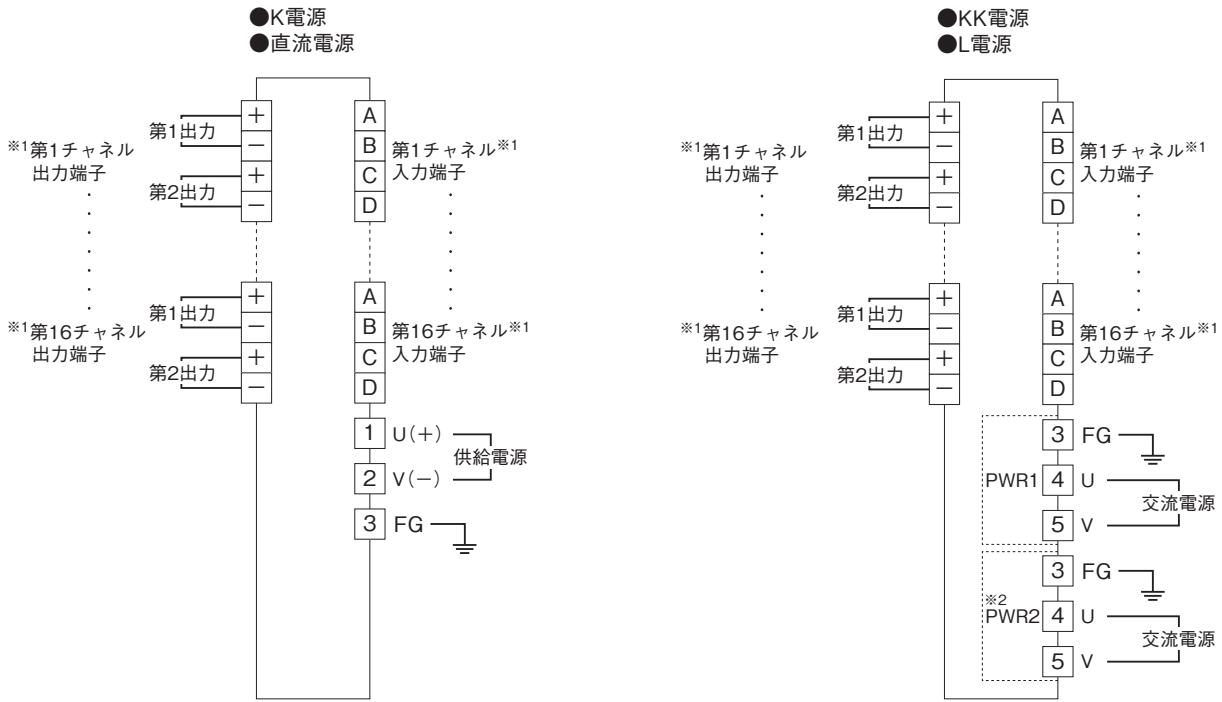 ●K電源
●直流電源
第1出力
※1第1チャネル
出力端子
第2出力
+
−
+
−
A
B
C
D
第1チャネル※1
入力端子
第1出力
※1第16チャネル
出力端子
第2出力
+
−
+
−
A
B
C
D
第16チャネル※1
入力端子
1 U(+)
供給電源
2 V(−)
3 FG
●KK電源
●L電源
第1出力
※1第1チャネル
出力端子
第2出力
+
−
+
−
A
B
C
D
第1チャネル※1
入力端子
第1出力
※1第16チャネル
出力端子
第2出力
+
−
+
−
A
B
C
D
第16チャネル※1
入力端子
3 FG
PWR1 4 U
交流電源
5 V
3 FG
※2
PWR2 4 U
交流電源
5 V